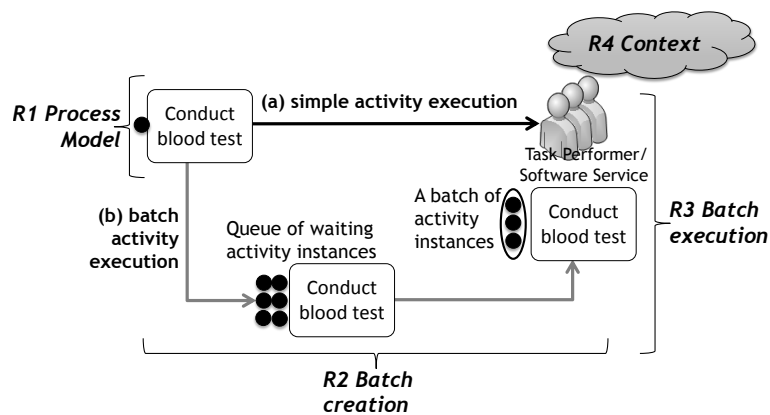 R4 Context
(a) simple activity execution
R1 Process
Model
Conduct
blood test
Task Performer/
Software Service
(b) batch
activity
execution
Queue of waiting
activity instances
A batch of
activity
instances
Conduct
blood test
R3 Batch
execution
Conduct
blood test
R2 Batch
creation